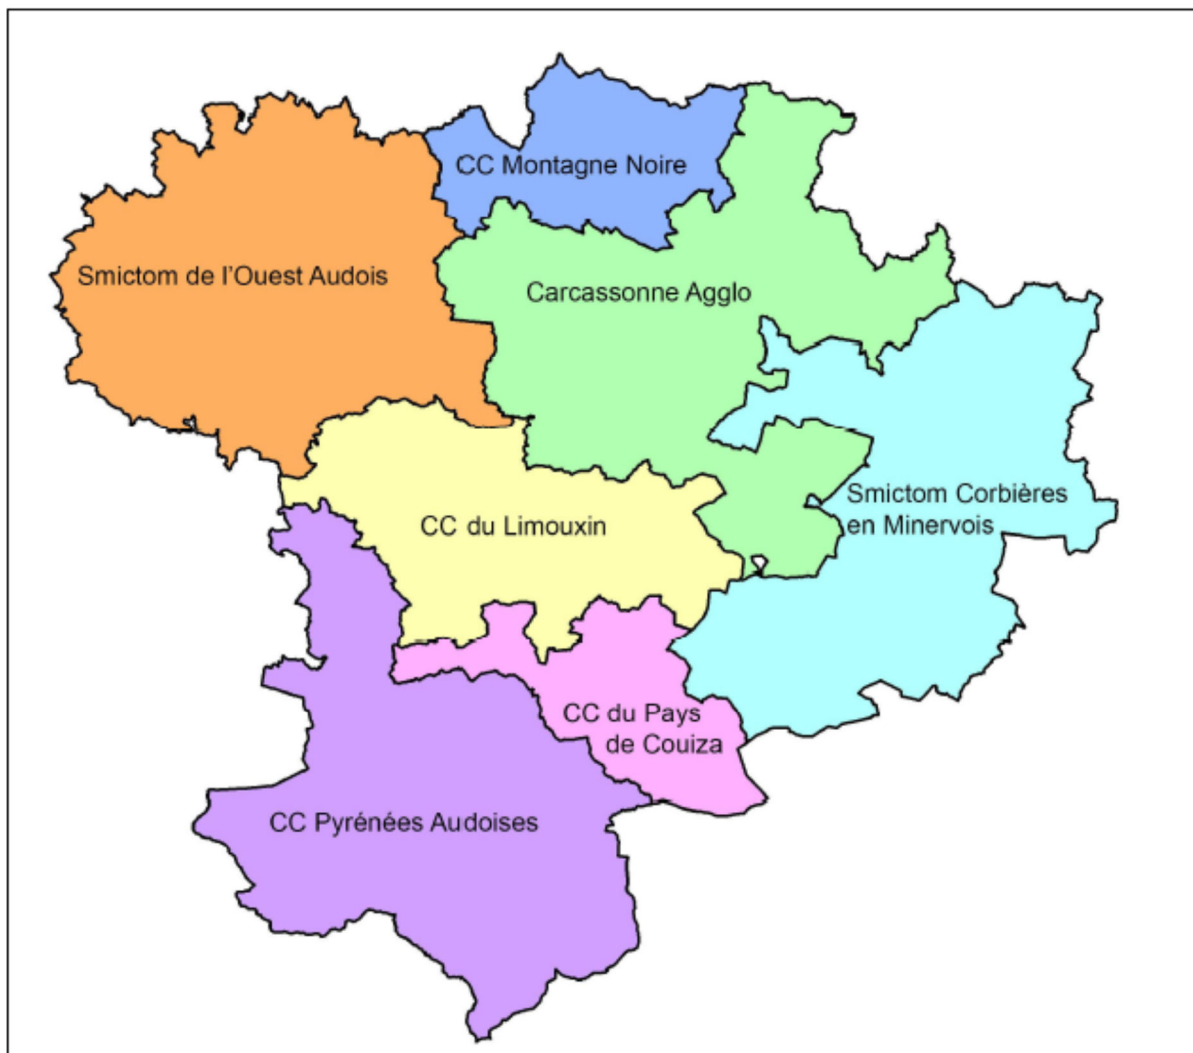 CC Montagne Noire
Smictom de l'Ouest Audois
Carcassonne Agglo
Smictom Corbières
en Minervois
CC du Limouxin
CC du Pays
de Couiza
CC Pyrénées Audoises